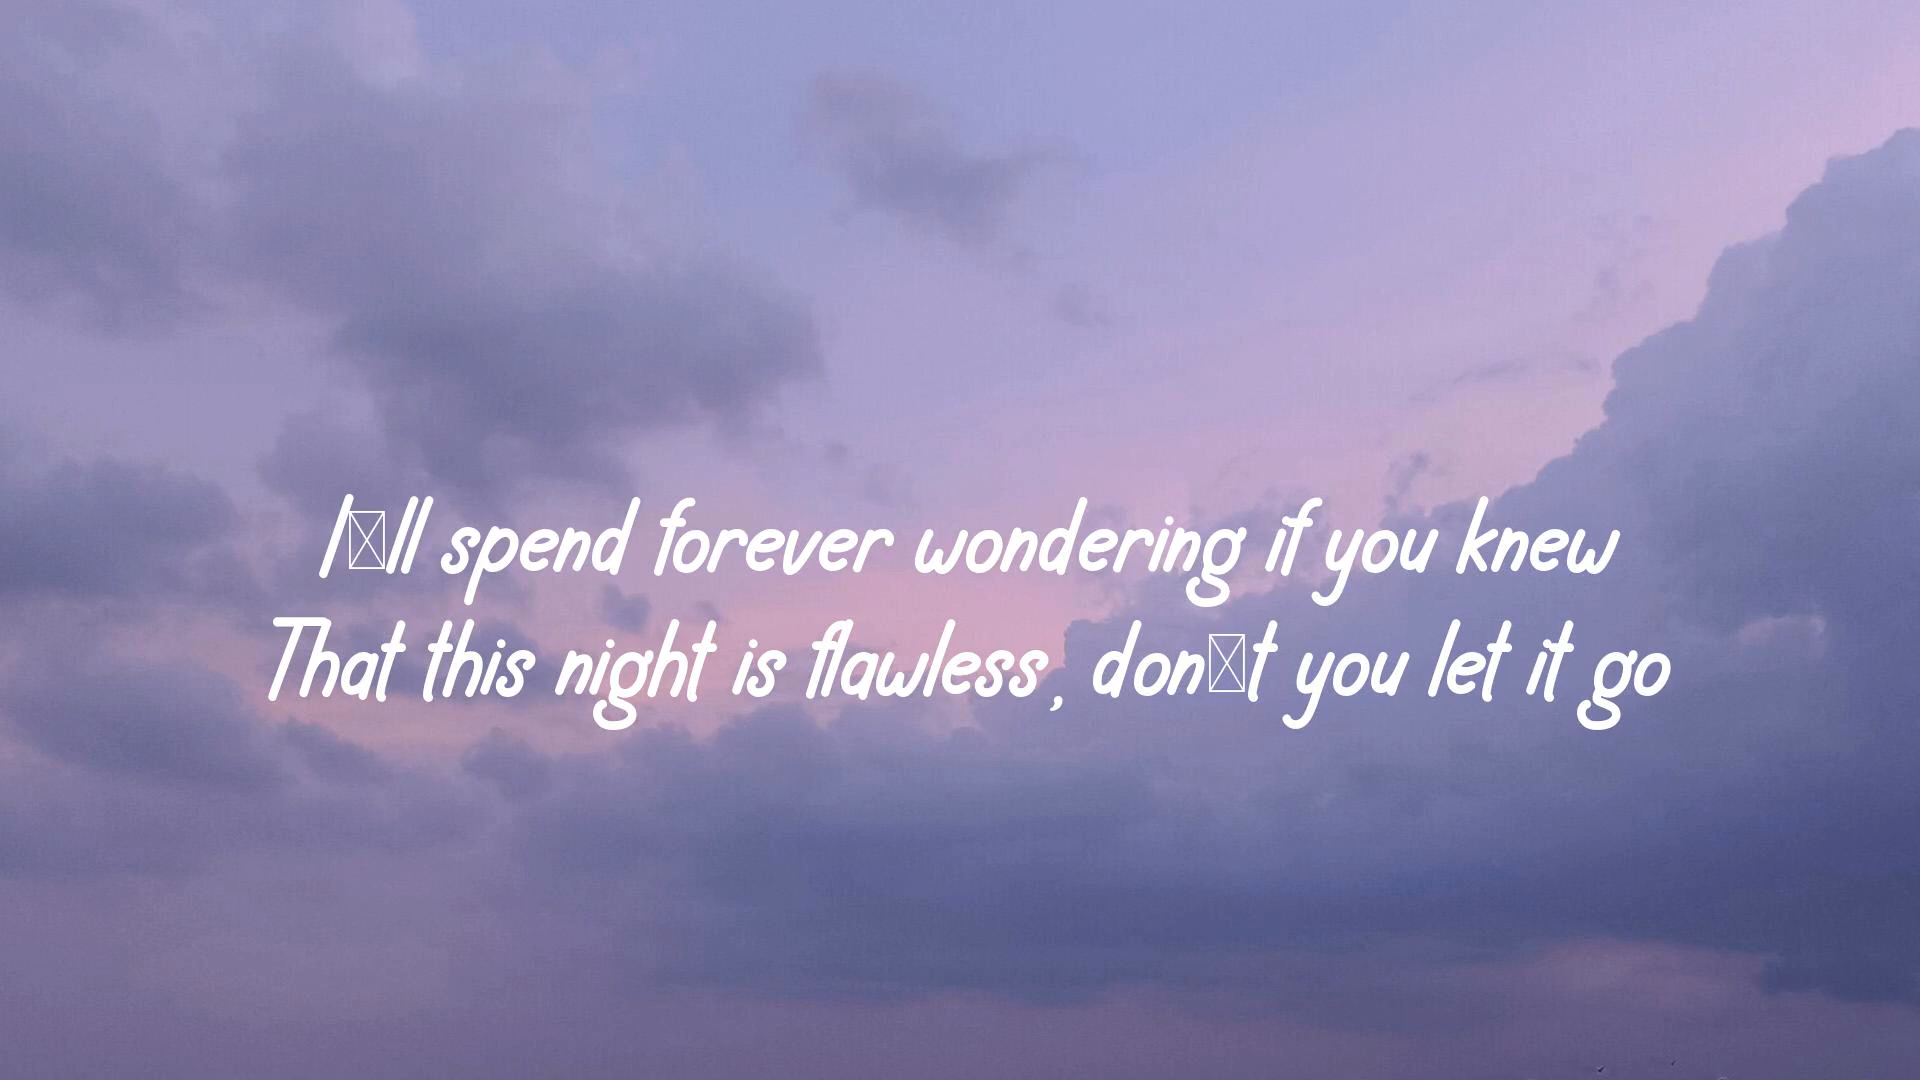 I☒ll spend forever wondering if you knew
That this night is flawless, don☒t you let it go